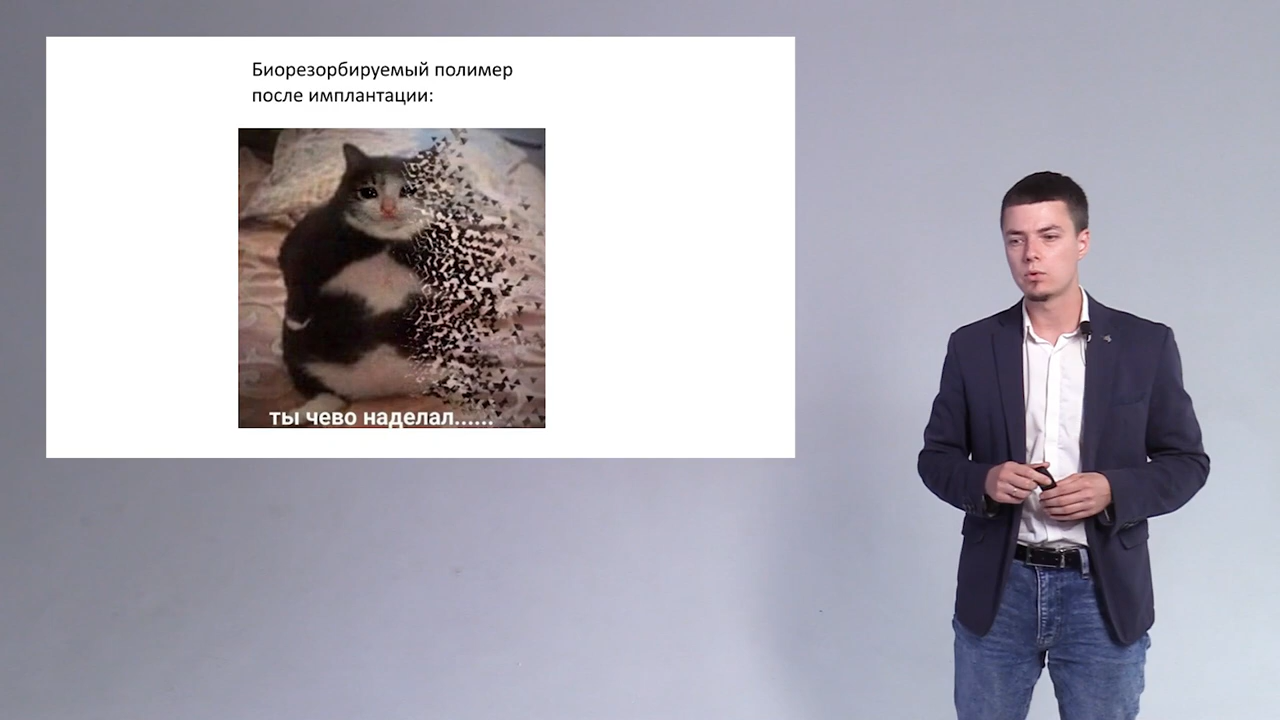 Биорезорбируемый полимер
после имплантации:
ты чево наделал......